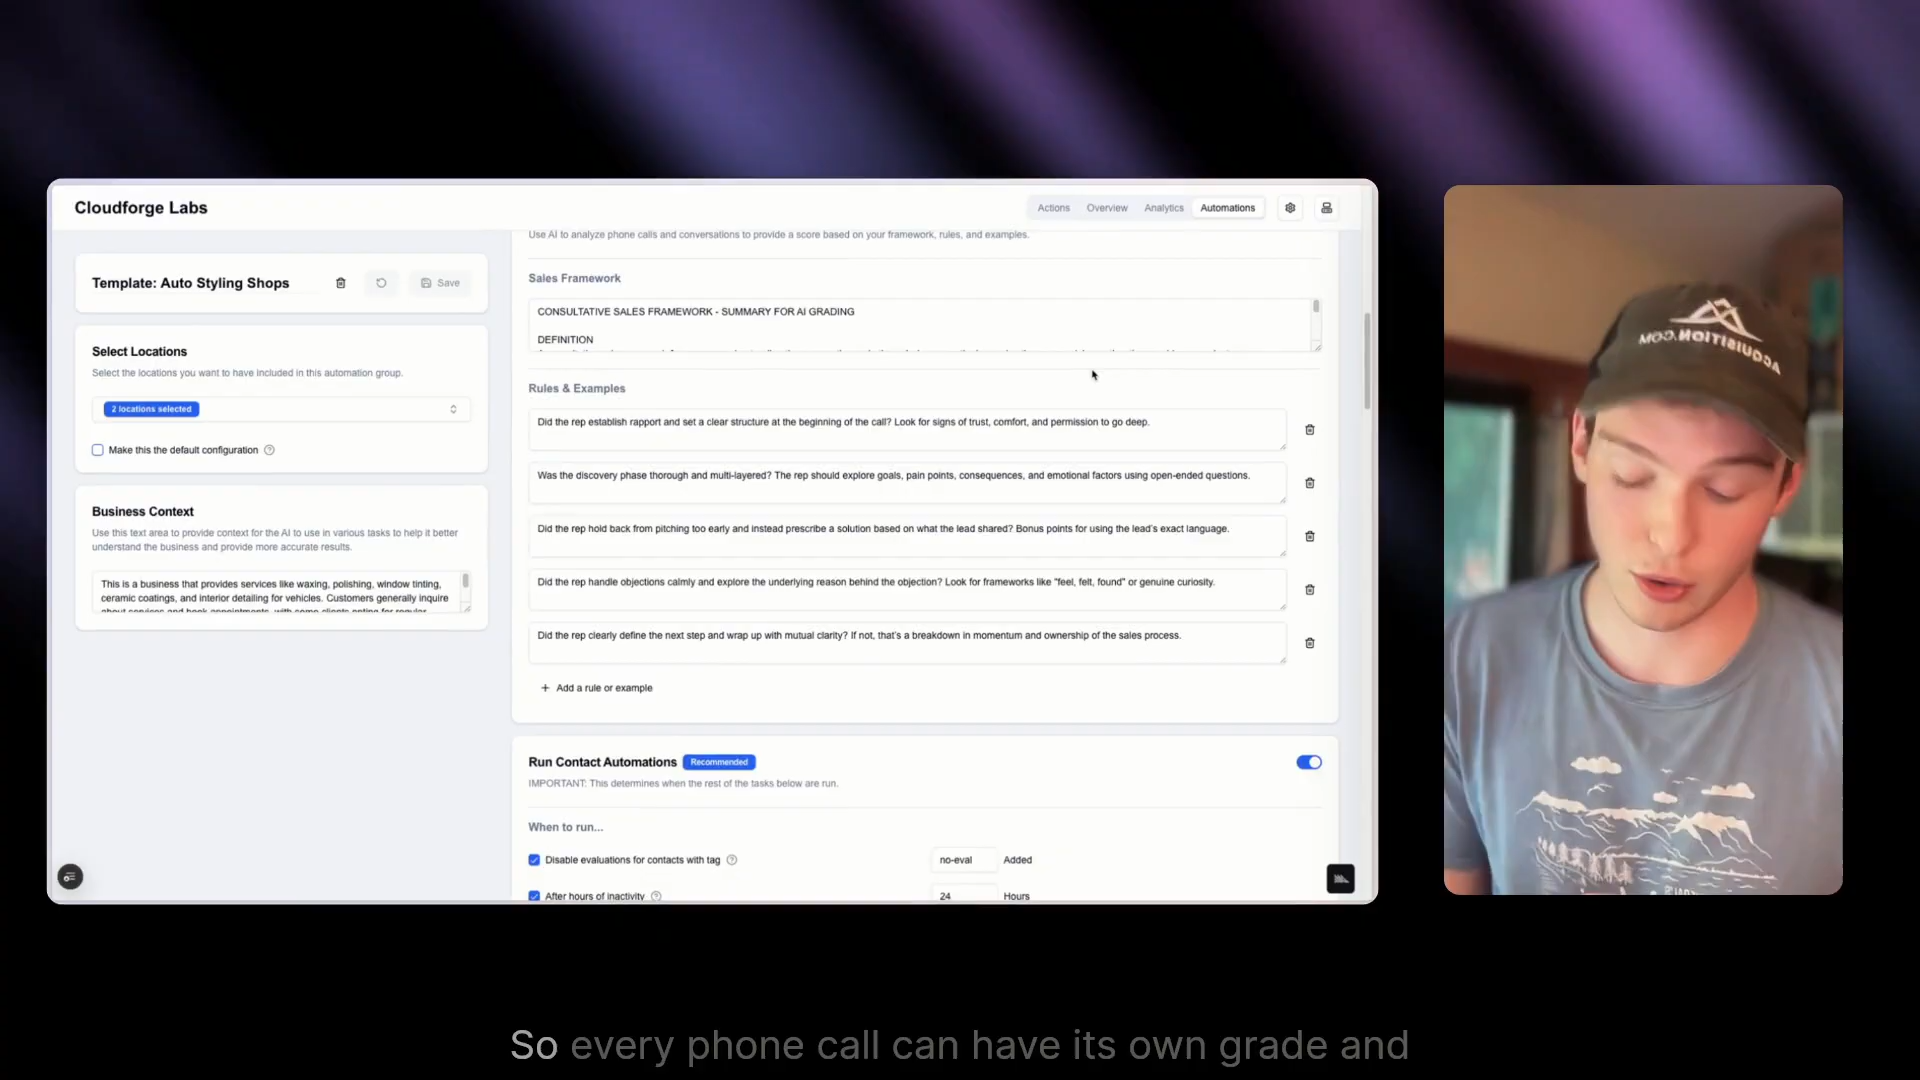 Cloudforge Labs
Actions
Overview
Analytics
Automations
Template: Auto Styling Shops
Save
Select Locations
Select the locations you want to have included in this automation group.
2 locations selected
Make this the default configuration
Business Context
Use this text area to provide context for the AI to use in various tasks to help it better
understand the business and provide more accurate results.
This is a business that provides services like waxing, polishing, window tinting,
ceramic coatings, and interior detailing for vehicles. Customers generally inquire
about services and book appointments, with some clients opting for regular
Use AI to analyze phone calls and conversations to provide a score based on your framework, rules, and examples.
Sales Framework
CONSULTATIVE SALES FRAMEWORK - SUMMARY FOR AI GRADING
DEFINITION
Rules & Examples
Did the rep establish rapport and set a clear structure at the beginning of the call? Look for signs of trust, comfort, and permission to go deep.
Was the discovery phase thorough and multi-layered? The rep should explore goals, pain points, consequences, and emotional factors using open-ended questions.
Did the rep hold back from pitching too early and instead prescribe a solution based on what the lead shared? Bonus points for using the lead's exact language.
Did the rep handle objections calmly and explore the underlying reason behind the objection? Look for frameworks like "feel, felt, found" or genuine curiosity.
Did the rep clearly define the next step and wrap up with mutual clarity? If not, that's a breakdown in momentum and ownership of the sales process.
+ Add a rule or example
Run Contact Automations
Recommended
IMPORTANT: This determines when the rest of the tasks below are run.
When to run...
Disable evaluations for contacts with tag
no-eval
Added
After hours of inactivity
24
Hours
ACQUISITION.COM
So every phone call can have its own grade and